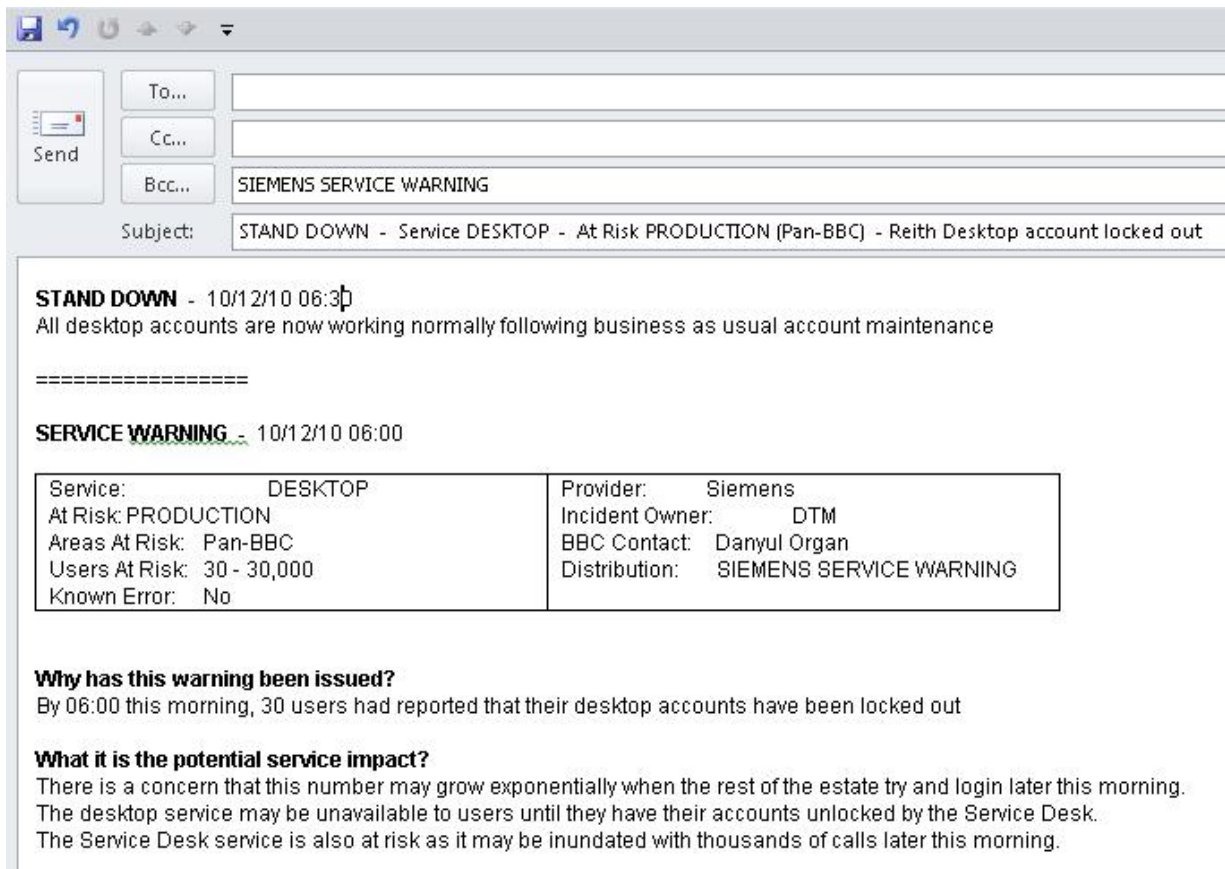 To...
Cc...
Send
Bcc...
SIEMENS SERVICE WARNING
Subject:
STAND DOWN - Service DESKTOP - At Risk PRODUCTION (Pan-BBC) - Reith Desktop account locked out
STAND DOWN - 10/12/10 06:30
All desktop accounts are now working normally following business as usual account maintenance
=================
SERVICE WARNING - 10/12/10 06:00
Service: DESKTOP
At Risk: PRODUCTION
Areas At Risk: Pan-BBC
Users At Risk: 30 - 30,000
Known Error: No
Provider: Siemens
Incident Owner: DTM
BBC Contact: Danyul Organ
Distribution: SIEMENS SERVICE WARNING
Why has this warning been issued?
By 06:00 this morning, 30 users had reported that their desktop accounts have been locked out
What it is the potential service impact?
There is a concern that this number may grow exponentially when the rest of the estate try and login later this morning.
The desktop service may be unavailable to users until they have their accounts unlocked by the Service Desk.
The Service Desk service is also at risk as it may be inundated with thousands of calls later this morning.